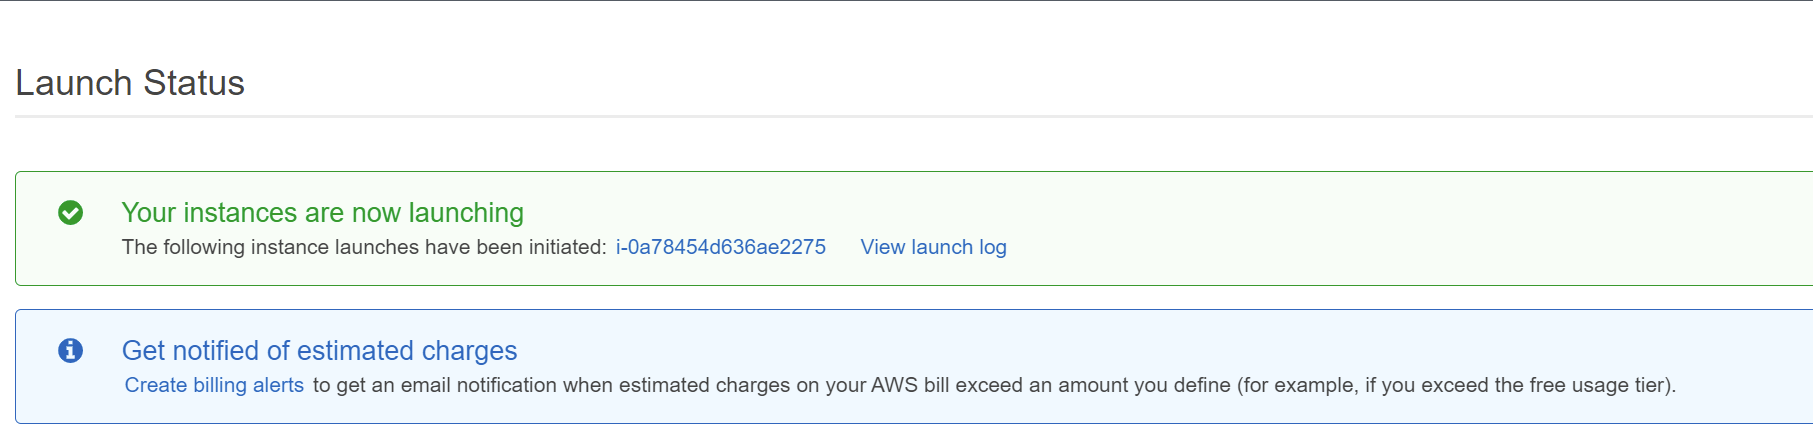 Launch Status
Your instances are now launching
The following instance launches have been initiated: i-0a78454d636ae2275 View launch log
Get notified of estimated charges
Create billing alerts to get an email notification when estimated charges on your AWS bill exceed an amount you define (for example, if you exceed the free usage tier).